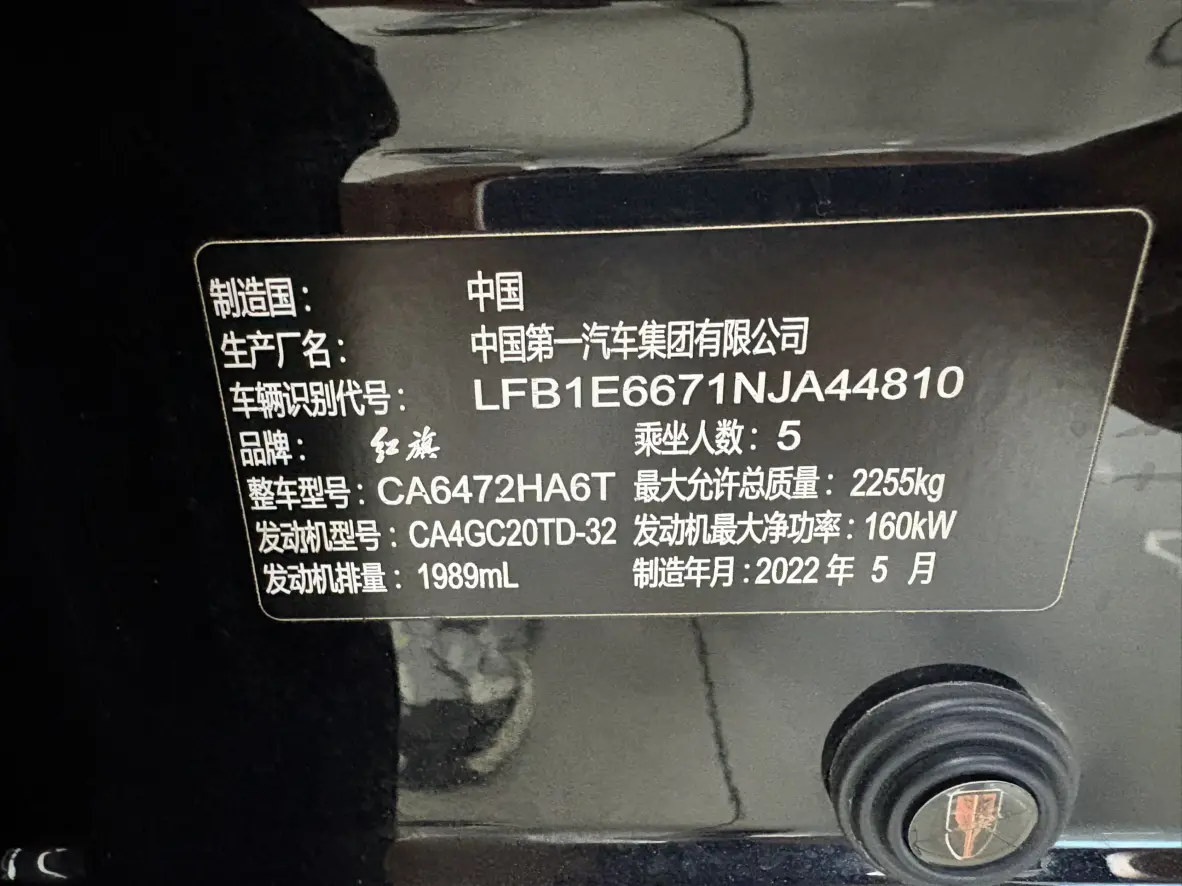 制造国： 中国
生产厂名： 中国第一汽车集团有限公司
车辆识别代号： LFB1E6671NJA44810
品牌： 红旗 乘坐人数：5
整车型号：CA6472HA6T 最大允许总质量：2255kg
发动机型号：CA4GC20TD-32 发动机最大净功率：160kW
发动机排量：1989mL 制造年月：2022 年 5 月